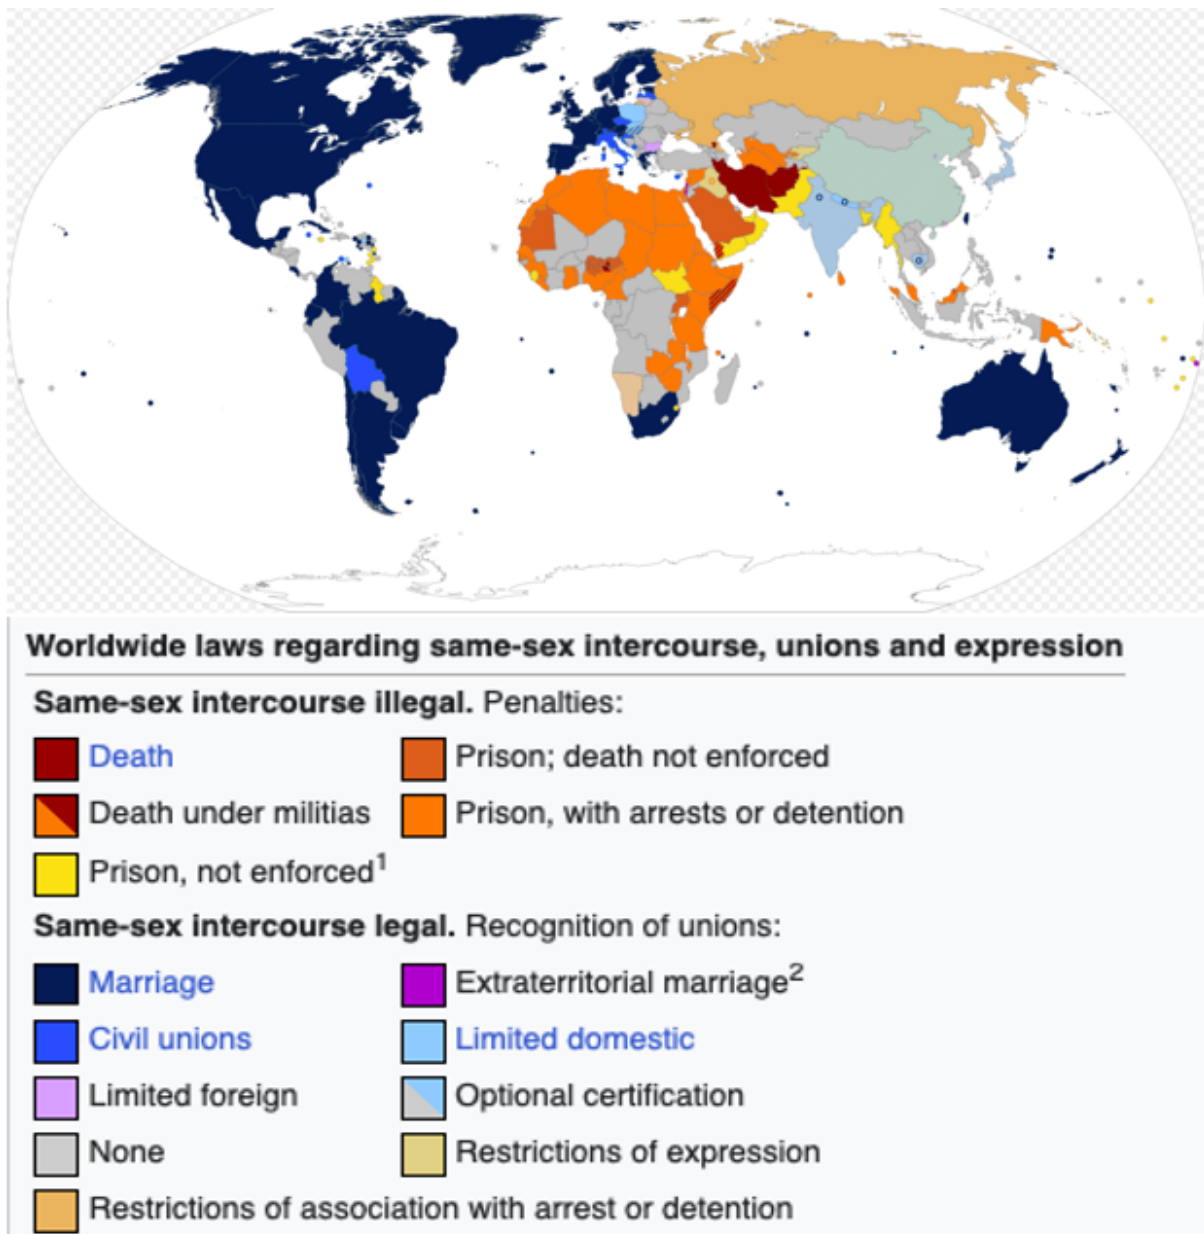 Worldwide laws regarding same-sex intercourse, unions and expression
Same-sex intercourse illegal. Penalties:
Death
Prison; death not enforced
Death under militias
Prison, with arrests or detention
Prison, not enforced1
Same-sex intercourse legal. Recognition of unions:
Marriage
Extraterritorial marriage2
Civil unions
Limited domestic
Limited foreign
Optional certification
None
Restrictions of expression
Restrictions of association with arrest or detention